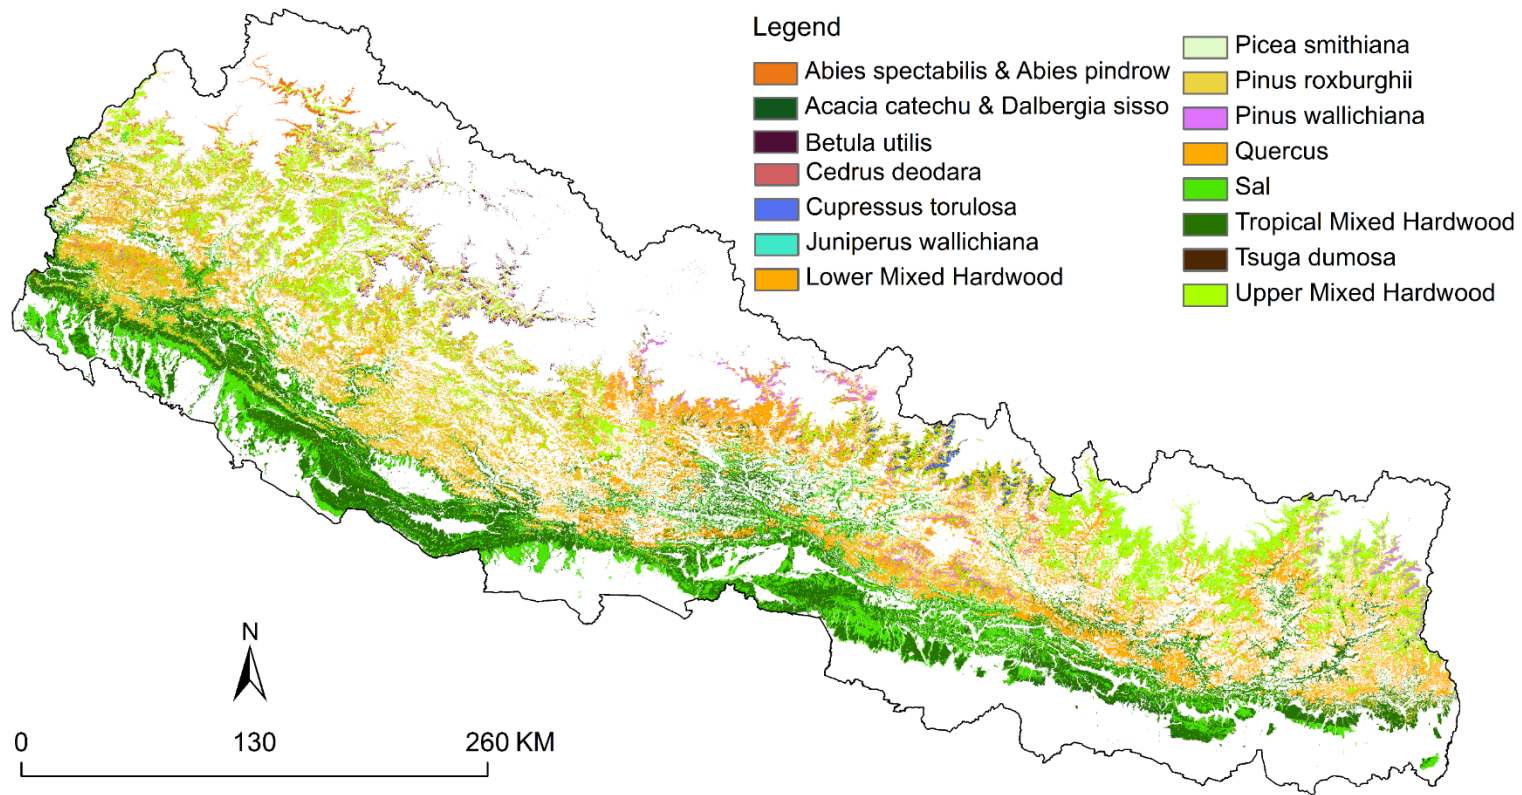 Legend
Abies spectabilis & Abies pindrow
Acacia catechu & Dalbergia sisso
Betula utilis
Cedrus deodara
Cupressus torulosa
Juniperus wallichiana
Lower Mixed Hardwood
Picea smithiana
Pinus roxburghii
Pinus wallichiana
Quercus
Sal
Tropical Mixed Hardwood
Tsuga dumosa
Upper Mixed Hardwood
N
0 130 260 KM